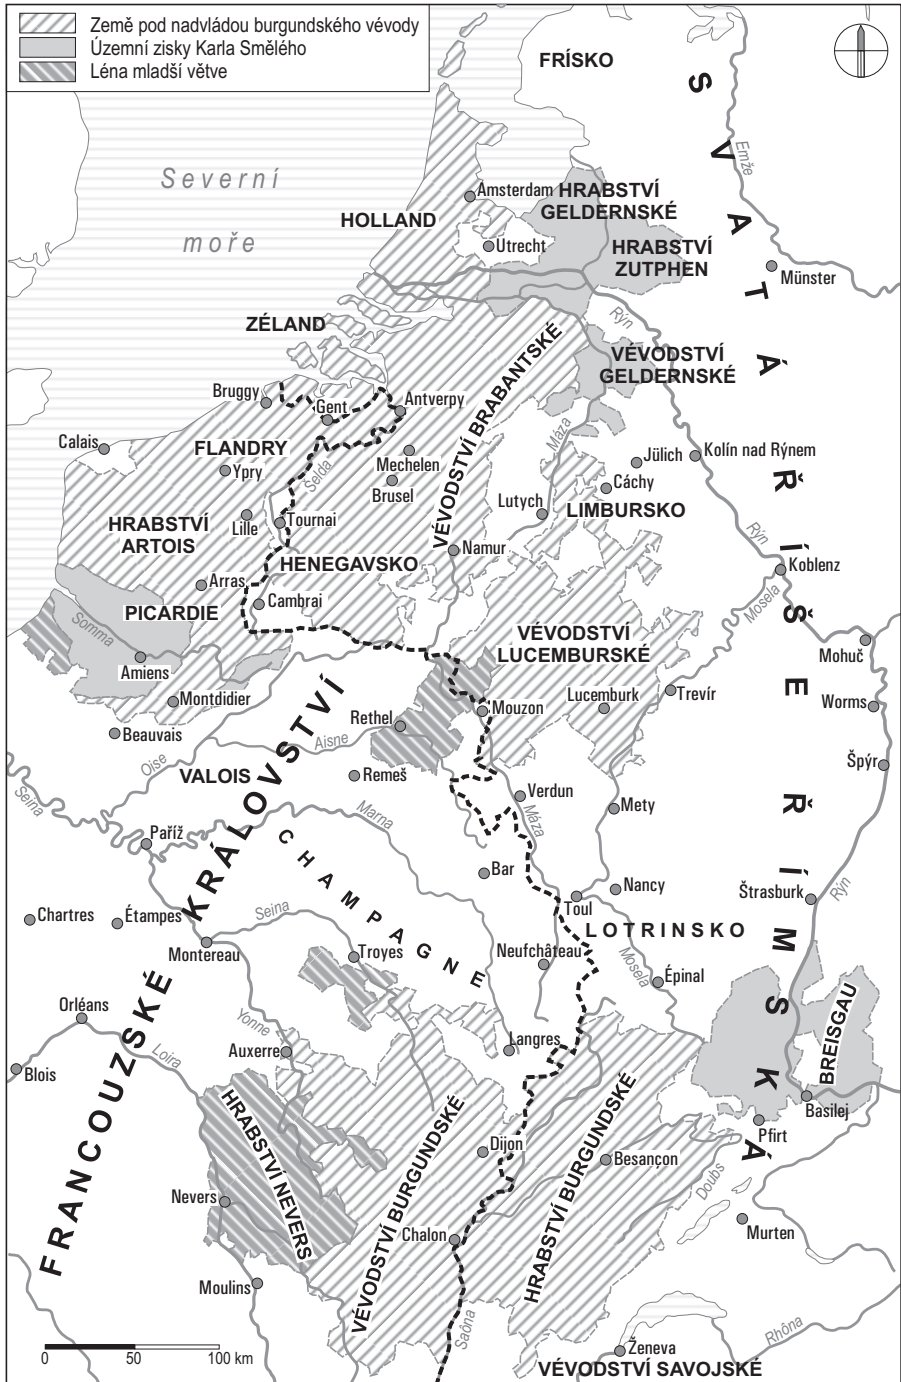 Země pod nadvládou burgundského vévody
Územní zisky Karla Smělého
Léna mladší větve
FRÍSKO
SVATÁ ŘÍŠE ŘÍMSKÁ
Emže
Severní
moře
Amsterdam
HRABSTVÍ
GELDERNSKÉ
HOLLAND
Utrecht
HRABSTVÍ
ZUTPHEN
Münster
Rýn
ZÉLAND
VÉVODSTVÍ
GELDERNSKÉ
VÉVODSTVÍ BRABANTSKÉ
Bruggy
Gent
Antverpy
Calais
FLANDRY
Máza
Ypry
Šelda
Mechelen
Brusel
Jülich
Kolín nad Rýnem
Cáchy
Lutych
LIMBURSKO
HRABSTVÍ
ARTOIS
Lille
Tournai
Namur
Rýn
HENEGAVSKO
Koblenz
Arras
PICARDIE
Cambrai
Mosela
Somma
VÉVODSTVÍ
LUCEMBURSKÉ
Mohuč
Amiens
Montdidier
Mouzon
Lucemburk
Trevír
Worms
Beauvais
Rethel
Aisne
Oise
VALOIS
Remeš
Špýr
Seina
Verdun
Mety
Máza
Marna
Paříž
FRANCOUZSKÉ KRÁLOVSTVÍ
CHAMPAGNE
Bar
Nancy
Toul
Štrasburk
Rýn
Chartres
Étampes
Seina
Montereau
Troyes
LOTRINSKO
Neufchâteau
Mosela
Épinal
Orléans
Yonne
Loira
Auxerre
Langres
BREISGAU
Blois
Basilej
Pfirt
HRABSTVÍ NEVERS
VÉVODSTVÍ BURGUNDSKÉ
HRABSTVÍ BURGUNDSKÉ
Dijon
Besançon
Doubs
Nevers
Chalon
Murten
Moulins
Saôna
Rhôna
Ženeva
VÉVODSTVÍ SAVOJSKÉ
0 50 100 km